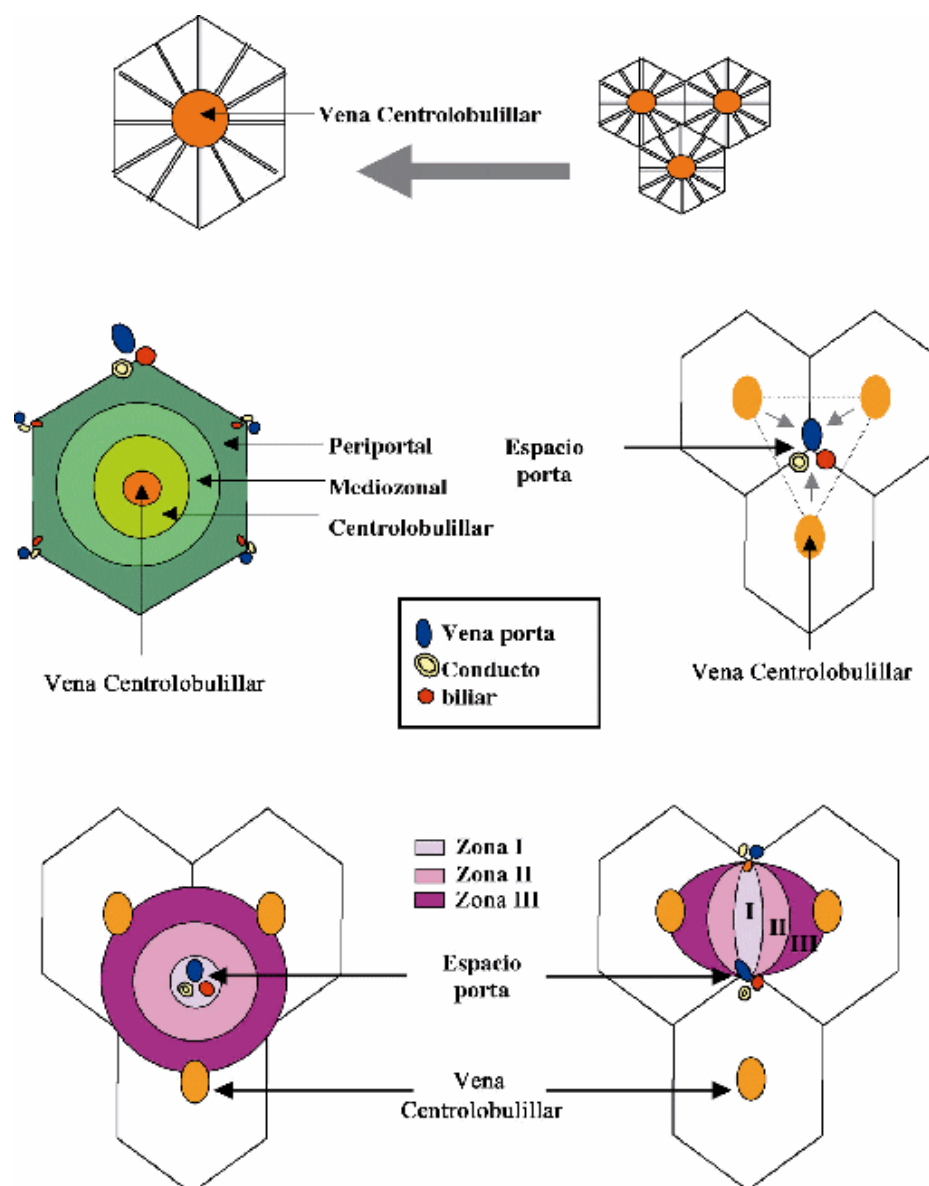 Vena Centrolobulillar
Periportal
Mediozonal
Centrolobulillar
Vena Centrolobulillar
Espacio
porta
Vena Centrolobulillar
Vena porta
Conducto
biliar
Zona I
Zona II
Zona III
I
II
III
Espacio
porta
Vena
Centrolobulillar